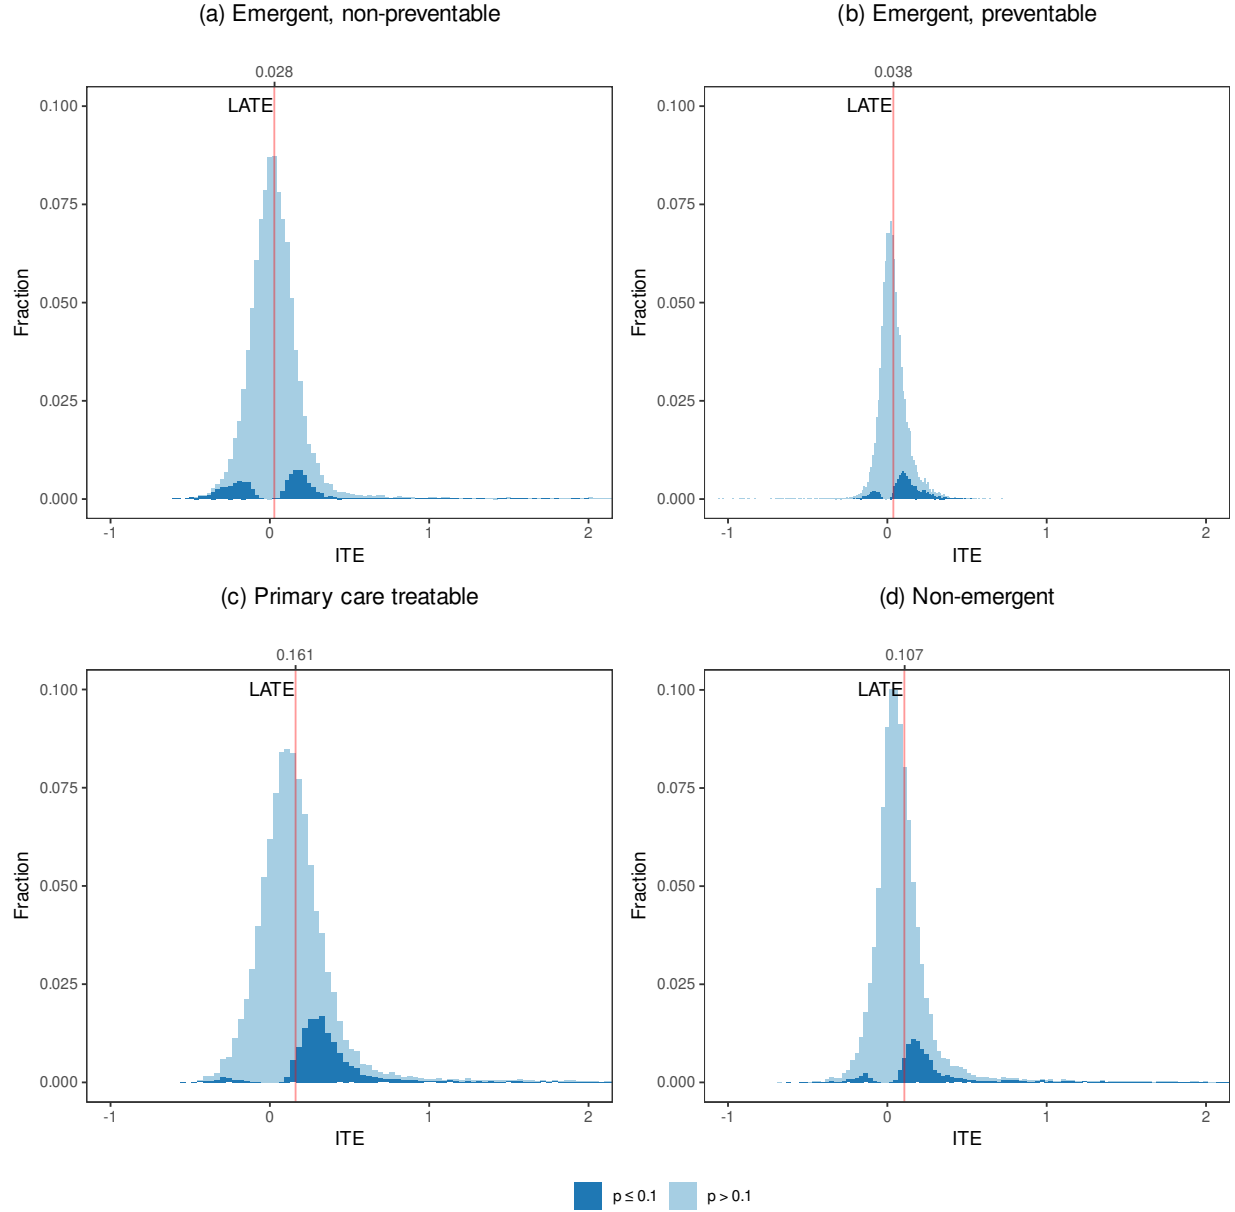 (a) Emergent, non-preventable
(b) Emergent, preventable
0.028
0.038
LATE
LATE
0.100
0.075
0.050
0.025
0.000
Fraction
-1
0
1
2
ITE
0.100
0.075
0.050
0.025
0.000
Fraction
-1
0
1
2
ITE
(c) Primary care treatable
(d) Non-emergent
0.161
0.107
LATE
LATE
0.100
0.075
0.050
0.025
0.000
Fraction
-1
0
1
2
ITE
0.100
0.075
0.050
0.025
0.000
Fraction
-1
0
1
2
ITE
p ≤ 0.1
p > 0.1